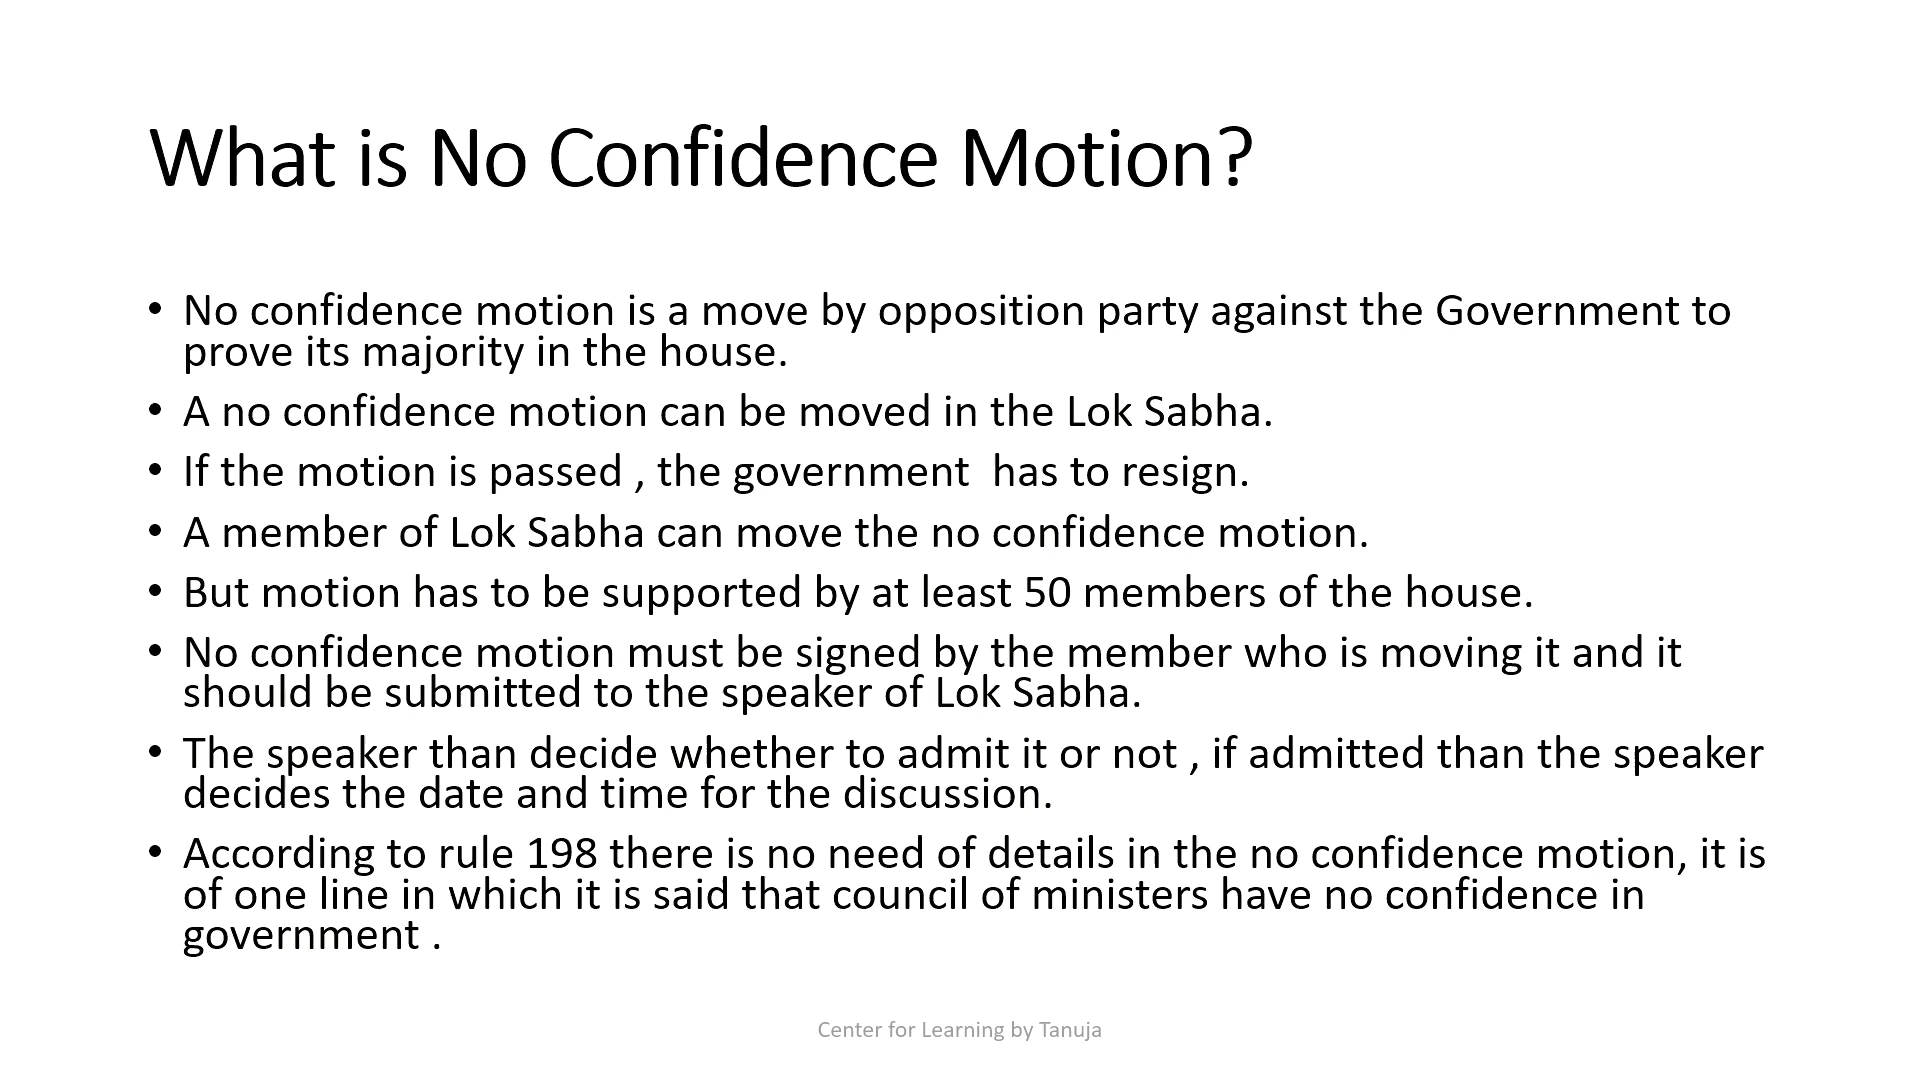 What is No Confidence Motion?
• No confidence motion is a move by opposition party against the Government to
prove its majority in the house.
• A no confidence motion can be moved in the Lok Sabha.
• If the motion is passed , the government  has to resign.
• A member of Lok Sabha can move the no confidence motion.
• But motion has to be supported by at least 50 members of the house.
• No confidence motion must be signed by the member who is moving it and it
should be submitted to the speaker of Lok Sabha.
• The speaker than decide whether to admit it or not , if admitted than the speaker
decides the date and time for the discussion.
• According to rule 198 there is no need of details in the no confidence motion, it is
of one line in which it is said that council of ministers have no confidence in
government .
Center for Learning by Tanuja